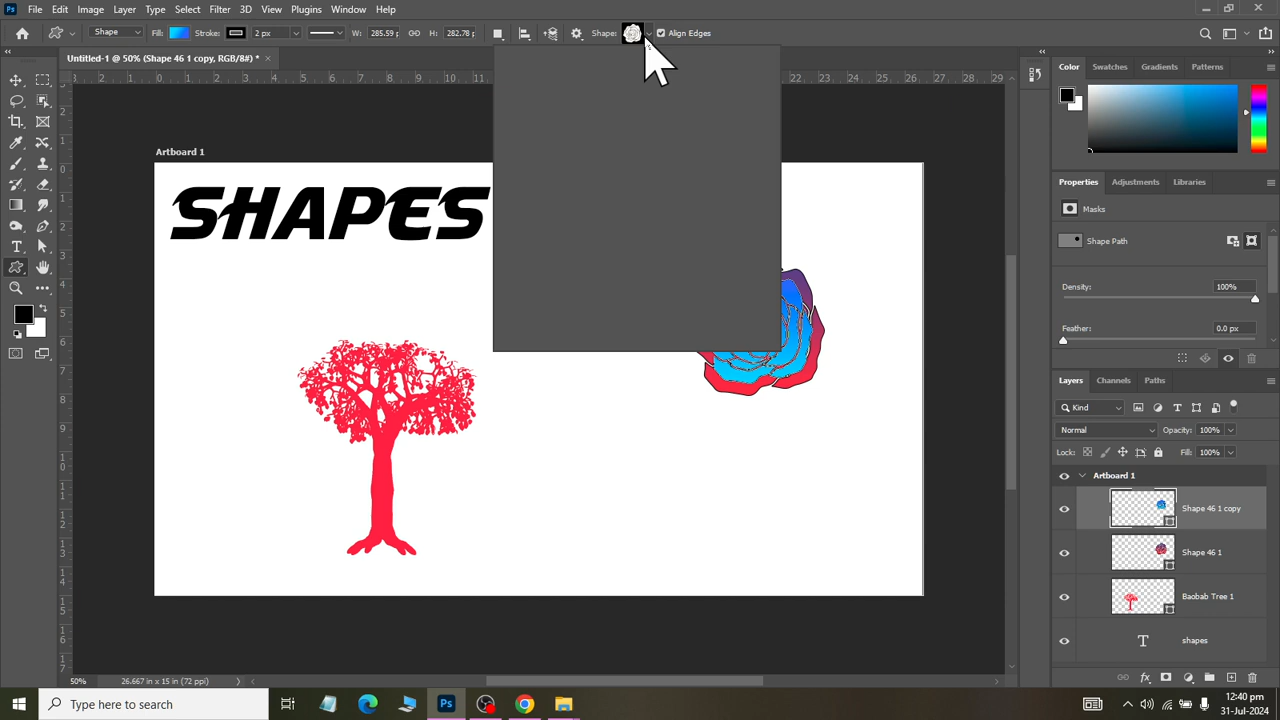 Ps File Edit Image Layer Type Select Filter 3D View Plugins Window Help
Shape Fill: Stroke: 2 px W: 285.59 p H: 282.78 p Shape: Align Edges
Untitled-1 @ 50% (Shape 46 1 copy, RGB/8#) *
Color Swatches Gradients Patterns
Artboard 1
SHAPES
Properties Adjustments Libraries
Masks
Shape Path
Density: 100%
Feather: 0.0 px
Layers Channels Paths
Kind
Normal Opacity: 100%
Lock: Fill: 100%
Artboard 1
Shape 46 1 copy
Shape 46 1
Baobab Tree 1
T shapes
50% 26.667 in x 15 in (72 ppi)
Type here to search
Ps
12:40 pm
31-Jul-2024